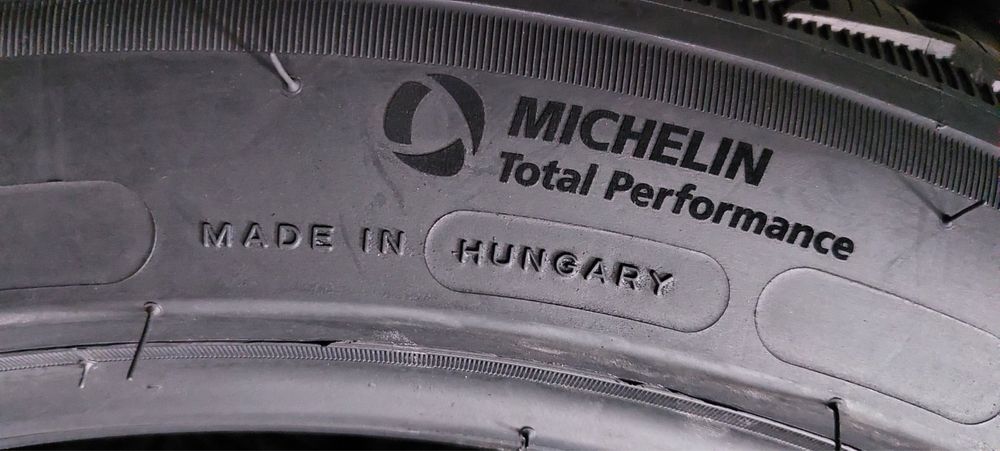 MICHELIN
Total Performance
MADE IN HUNGARY